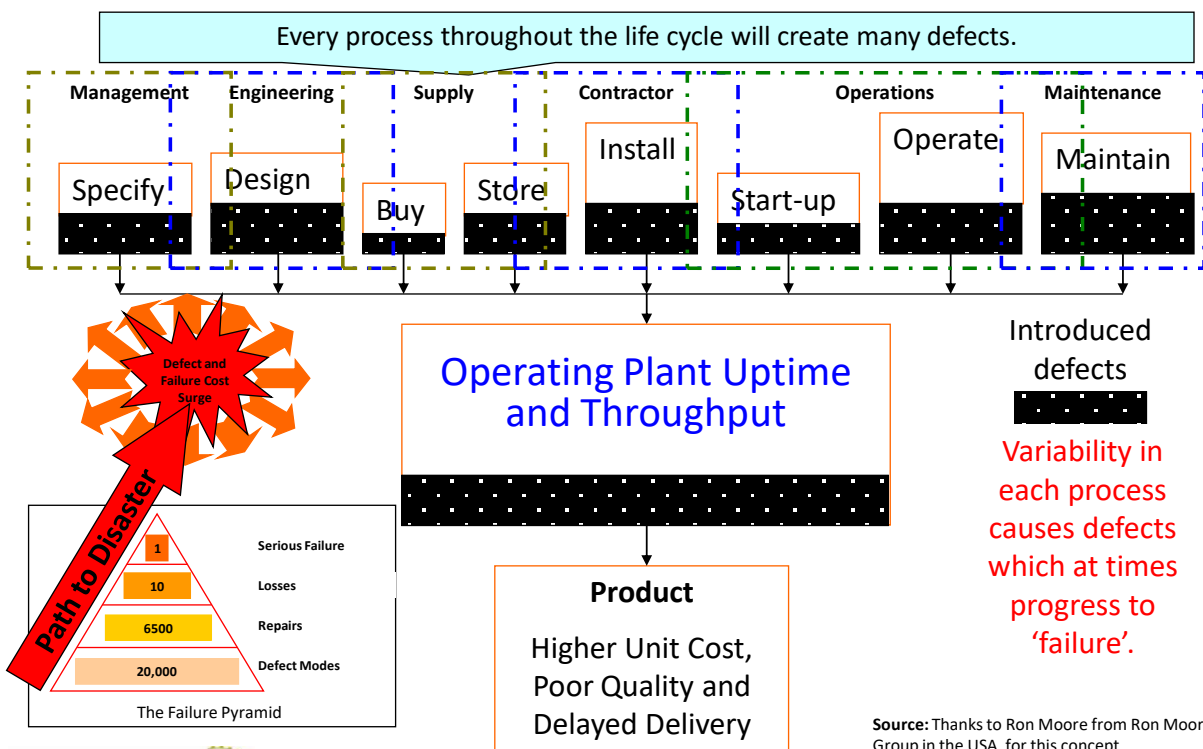 Every process throughout the life cycle will create many defects.
Management Engineering Supply Contractor Operations Maintenance
Specify
Design
Buy
Store
Install
Start-up
Operate
Maintain
Defect and
Failure Cost
Surge
Path to Disaster
Operating Plant Uptime
and Throughput
Introduced
defects
Variability in
each process
causes defects
which at times
progress to
‘failure’.
1 Serious Failure
10 Losses
6500 Repairs
20,000 Defect Modes
The Failure Pyramid
Product
Higher Unit Cost,
Poor Quality and
Delayed Delivery
Source: Thanks to Ron Moore from Ron Moor
Group in the USA, for this concept